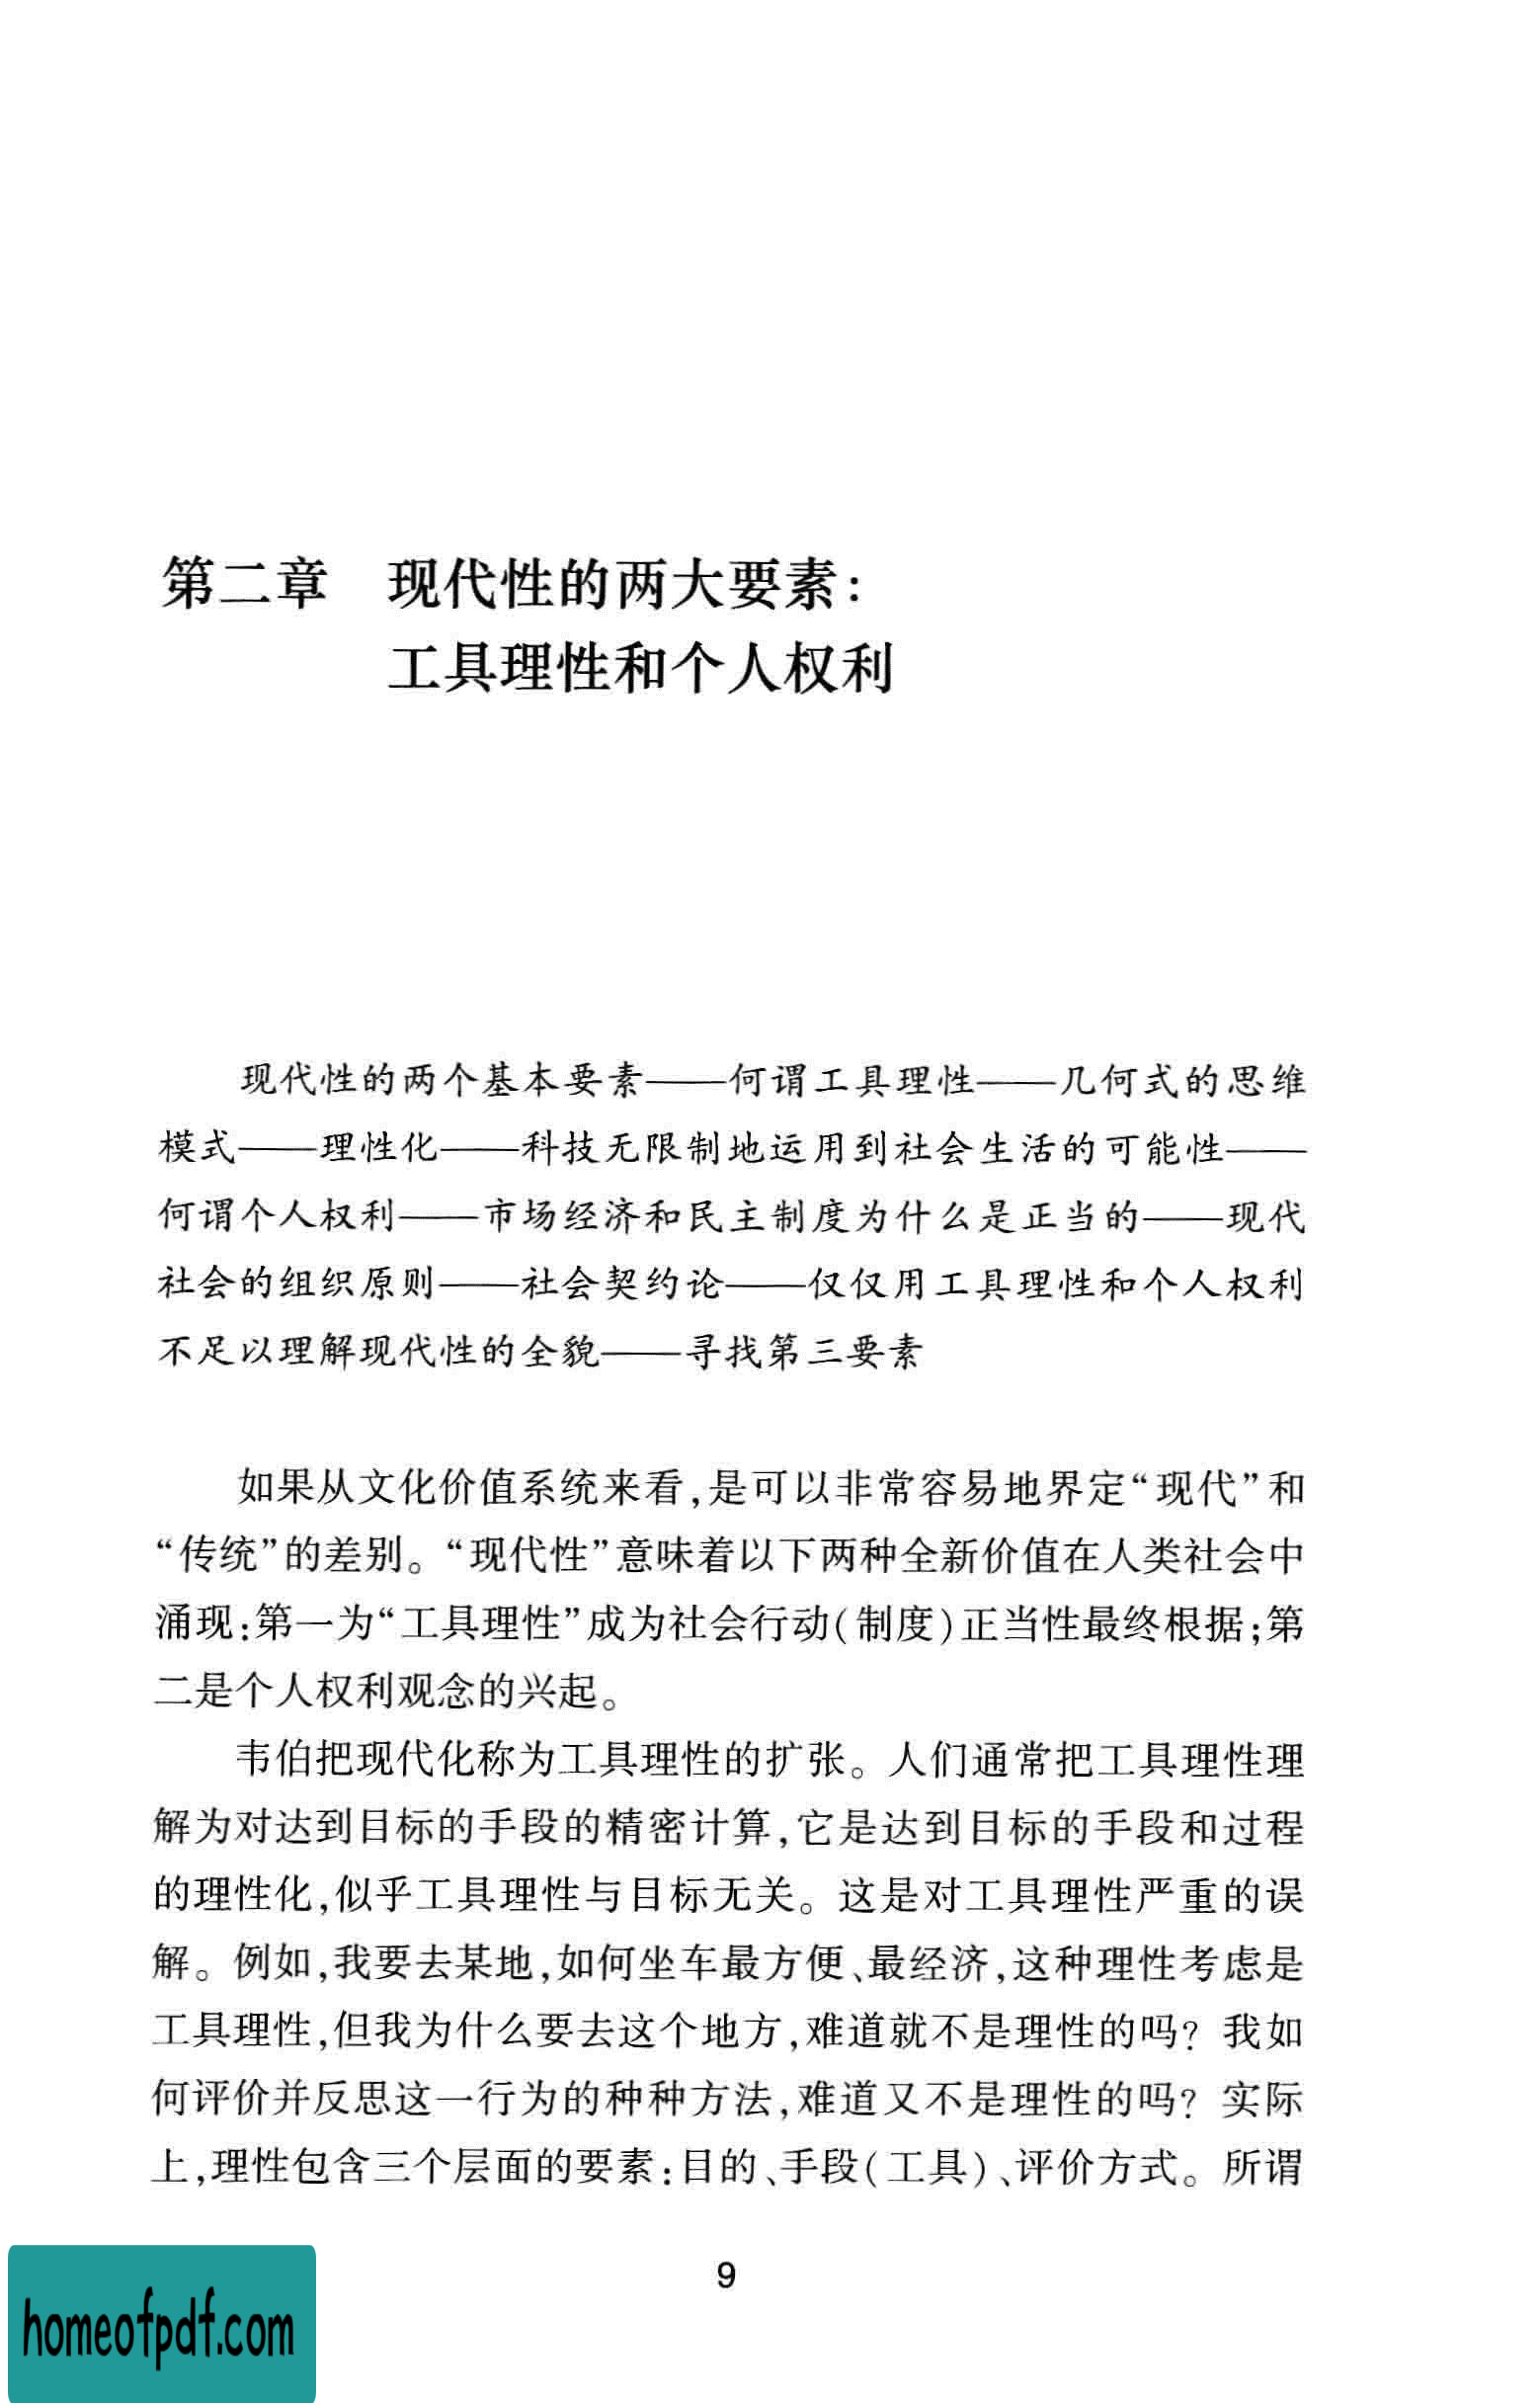 第二章　现代性的两大要素：
工具理性和个人权利
现代性的两个基本要素——何谓工具理性——几何式的思维
模式——理性化——科技无限制地运用到社会生活的可能性——
何谓个人权利——市场经济和民主制度为什么是正当的——现代
社会的组织原则——社会契约论——仅仅用工具理性和个人权利
不足以理解现代性的全貌——寻找第三要素
如果从文化价值系统来看，是可以非常容易地界定“现代”和
“传统”的差别。“现代性”意味着以下两种全新价值在人类社会中
涌现：第一为“工具理性”成为社会行动（制度）正当性最终根据；第
二是个人权利观念的兴起。
韦伯把现代化称为工具理性的扩张。人们通常把工具理性理
解为对达到目标的手段的精密计算，它是达到目标的手段和过程
的理性化，似乎工具理性与目标无关。这是对工具理性严重的误
解。例如，我要去某地，如何坐车最方便、最经济，这种理性考虑是
工具理性，但我为什么要去这个地方，难道就不是理性的吗？我如
何评价并反思这一行为的种种方法，难道又不是理性的吗？实际
上，理性包含三个层面的要素：目的、手段（工具）、评价方式。所谓
9
homeofpdf.com